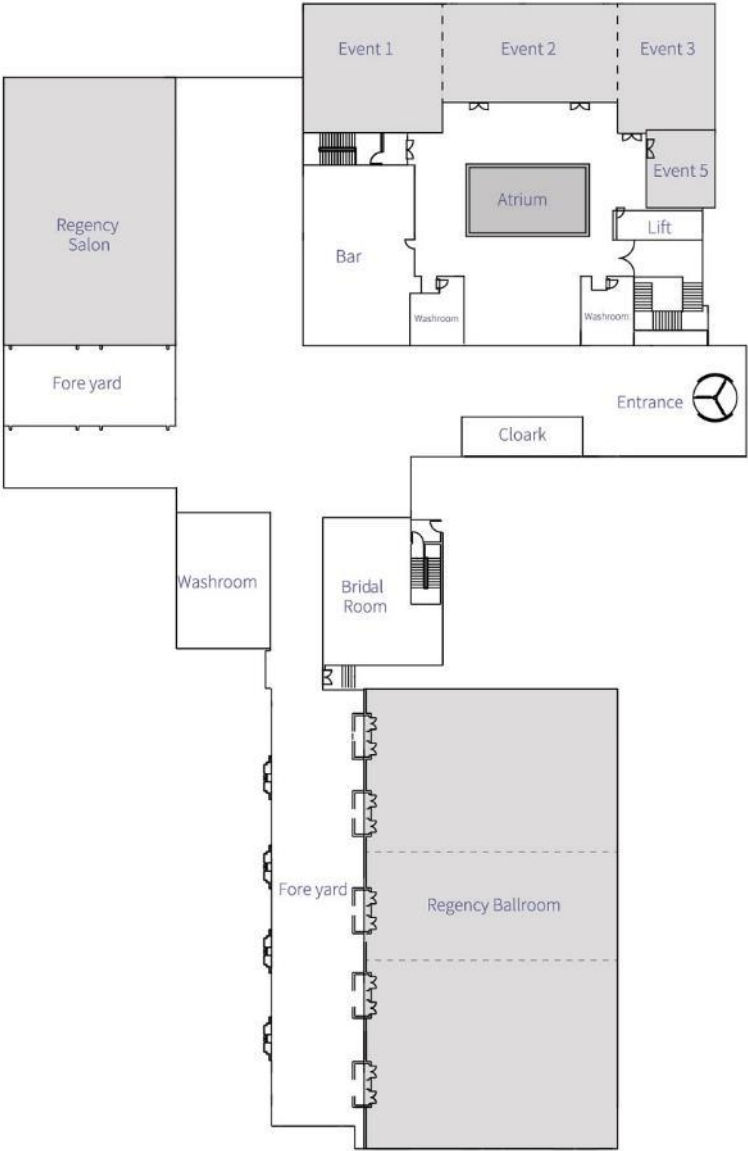 Event 1
Event 2
Event 3
Event 5
Atrium
Regency
Salon
Lift
Bar
Washroom
Washroom
Fore yard
Entrance
Cloark
Washroom
Bridal
Room
Fore yard
Regency Ballroom